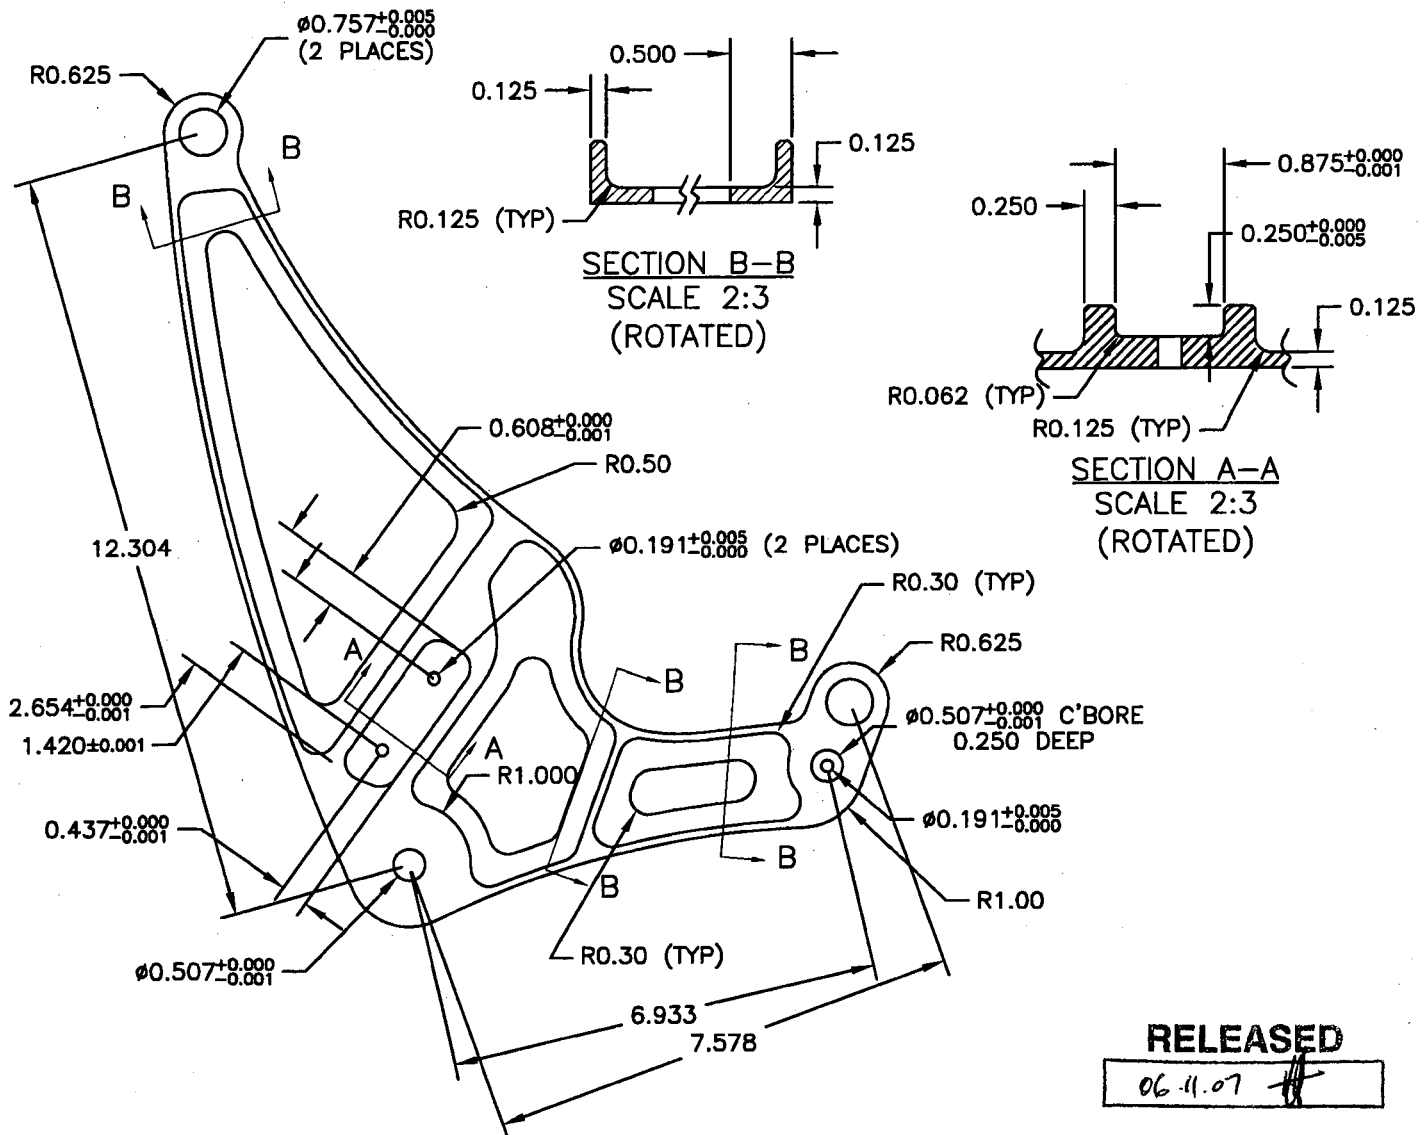 ø0.757+0.005
-0.000
(2 PLACES)
R0.625
B
B
0.500
0.125
0.125
R0.125 (TYP)
SECTION B-B
SCALE 2:3
(ROTATED)
0.875+0.000
-0.001
0.250
0.250+0.000
-0.005
0.125
R0.062 (TYP)
R0.125 (TYP)
SECTION A-A
SCALE 2:3
(ROTATED)
0.608+0.000
-0.001
R0.50
12.304
ø0.191+0.005
-0.000 (2 PLACES)
R0.30 (TYP)
R0.625
A
B
B
2.654+0.000
-0.001
1.420±0.001
ø0.507+0.000
-0.001 C'BORE
0.250 DEEP
A
R1.000
0.437+0.000
-0.001
ø0.191+0.005
-0.000
B
B
R1.00
R0.30 (TYP)
ø0.507+0.000
-0.001
6.933
7.578
RELEASED
06.11.07